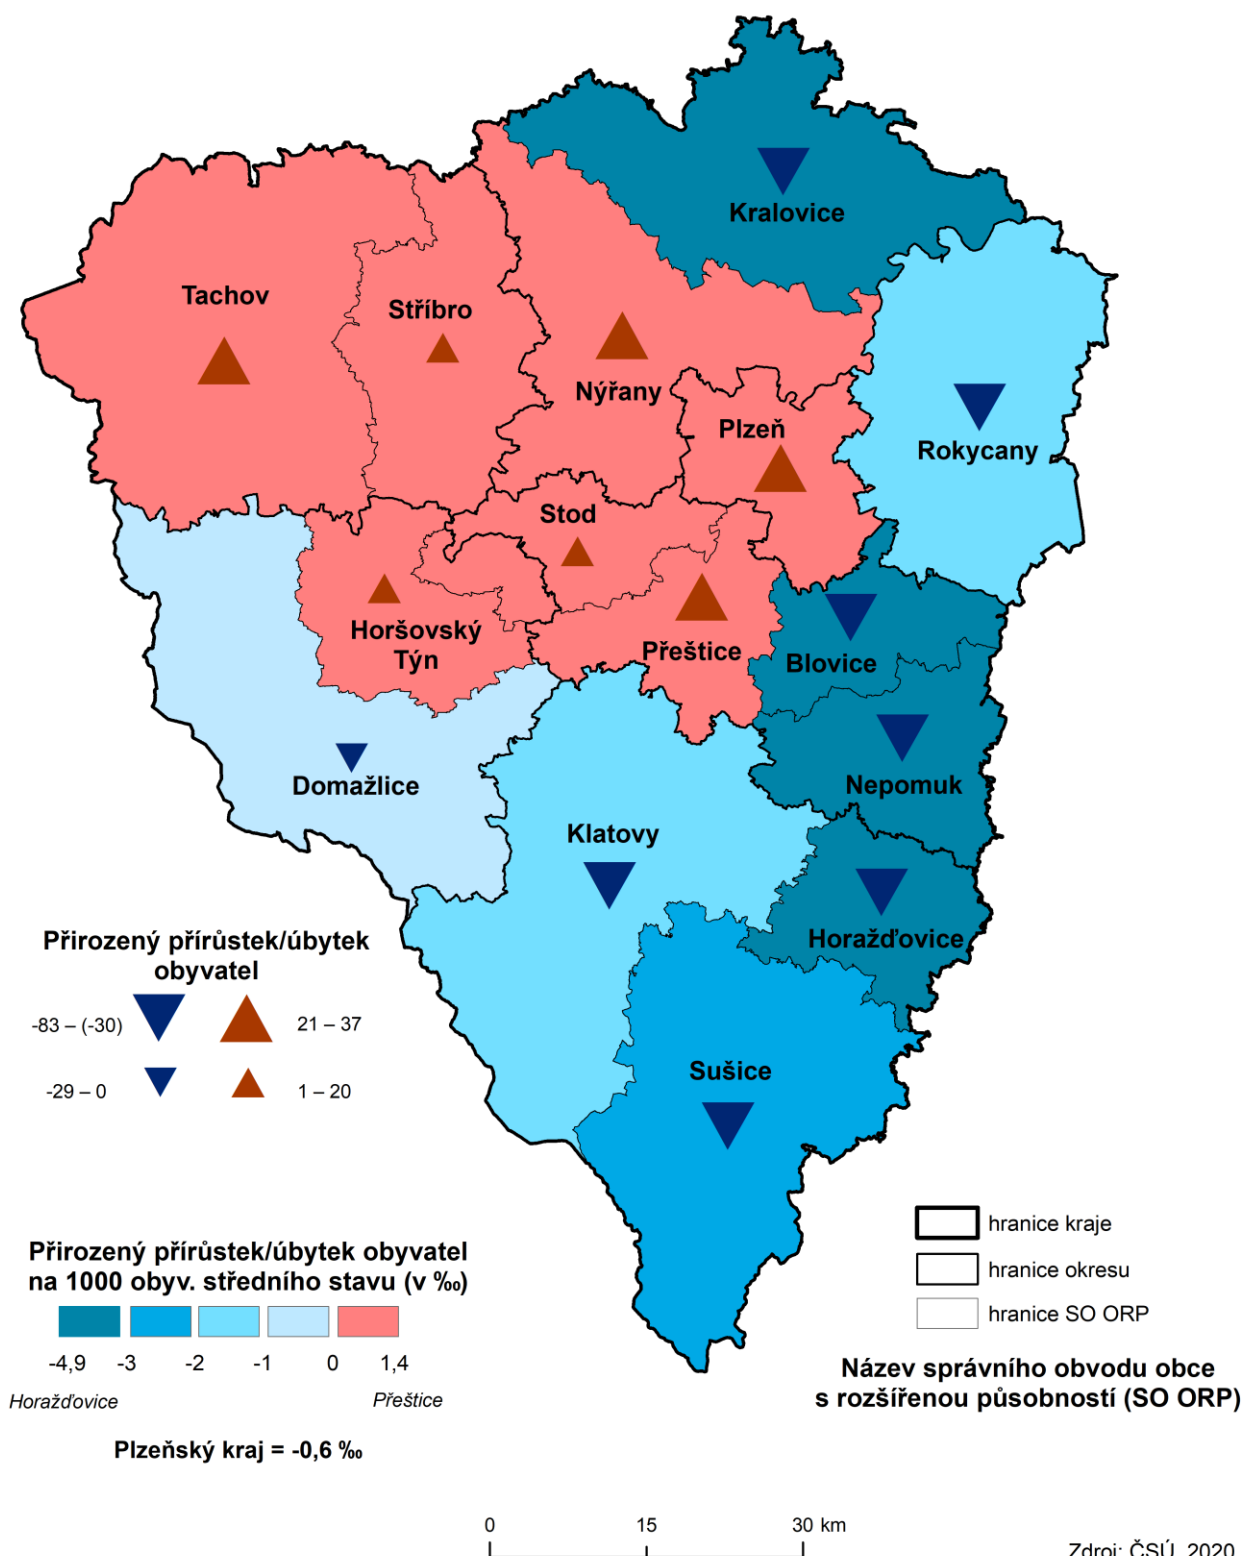 Kralovice
Tachov
Stříbro
Nýřany
Plzeň
Rokycany
Stod
Horšovský
Týn
Přeštice
Blovice
Nepomuk
Domažlice
Klatovy
Horažďovice
Sušice
Přirozený přírůstek/úbytek
obyvatel
-83 – (-30)
21 – 37
-29 – 0
1 – 20
Přirozený přírůstek/úbytek obyvatel
na 1000 obyv. středního stavu (v ‰)
-4,9 -3 -2 -1 0 1,4
Horažďovice Přeštice
Plzeňský kraj = -0,6 ‰
hranice kraje
hranice okresu
hranice SO ORP
Název správního obvodu obce
s rozšířenou působností (SO ORP)
0 15 30 km
Zdroj: ČSÚ, 2020